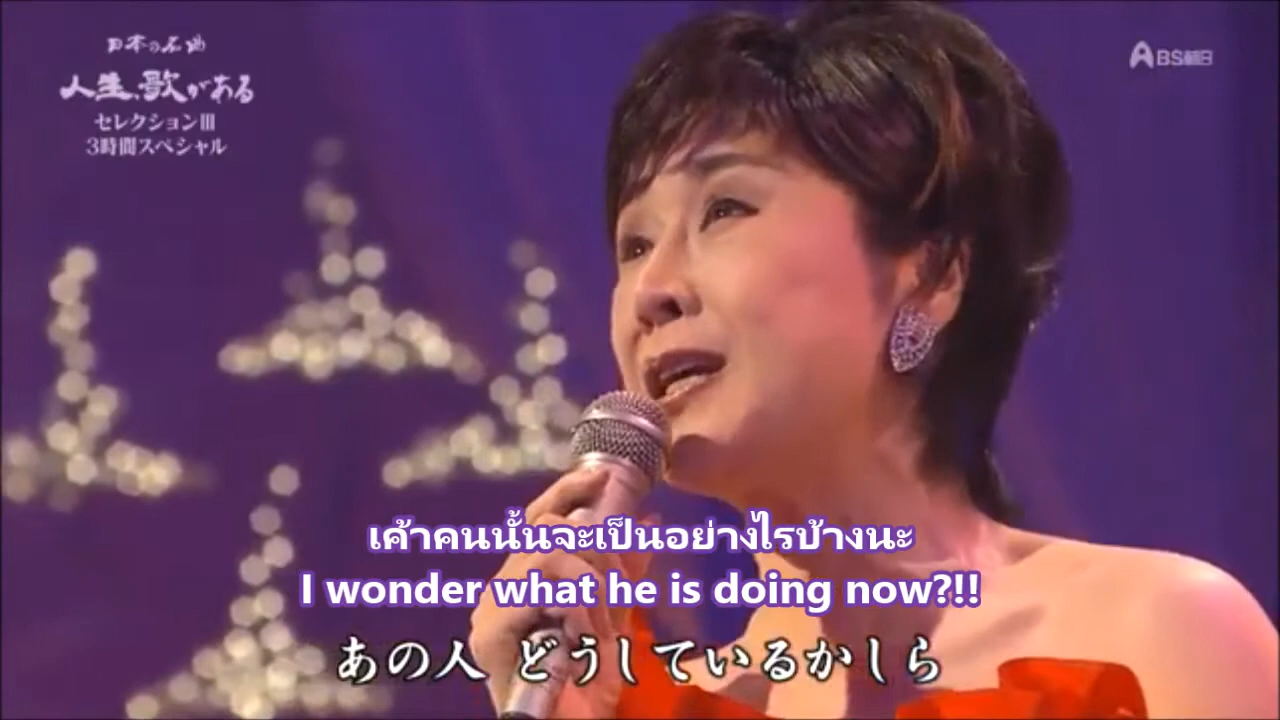 日本の名曲
人生、歌がある
セレクションⅢ
3時間スペシャル
ABS朝日
เค้าคนนั้นจะเป็นอย่างไรบ้างนะ
I wonder what he is doing now?!!
あの人 どうしているかしら